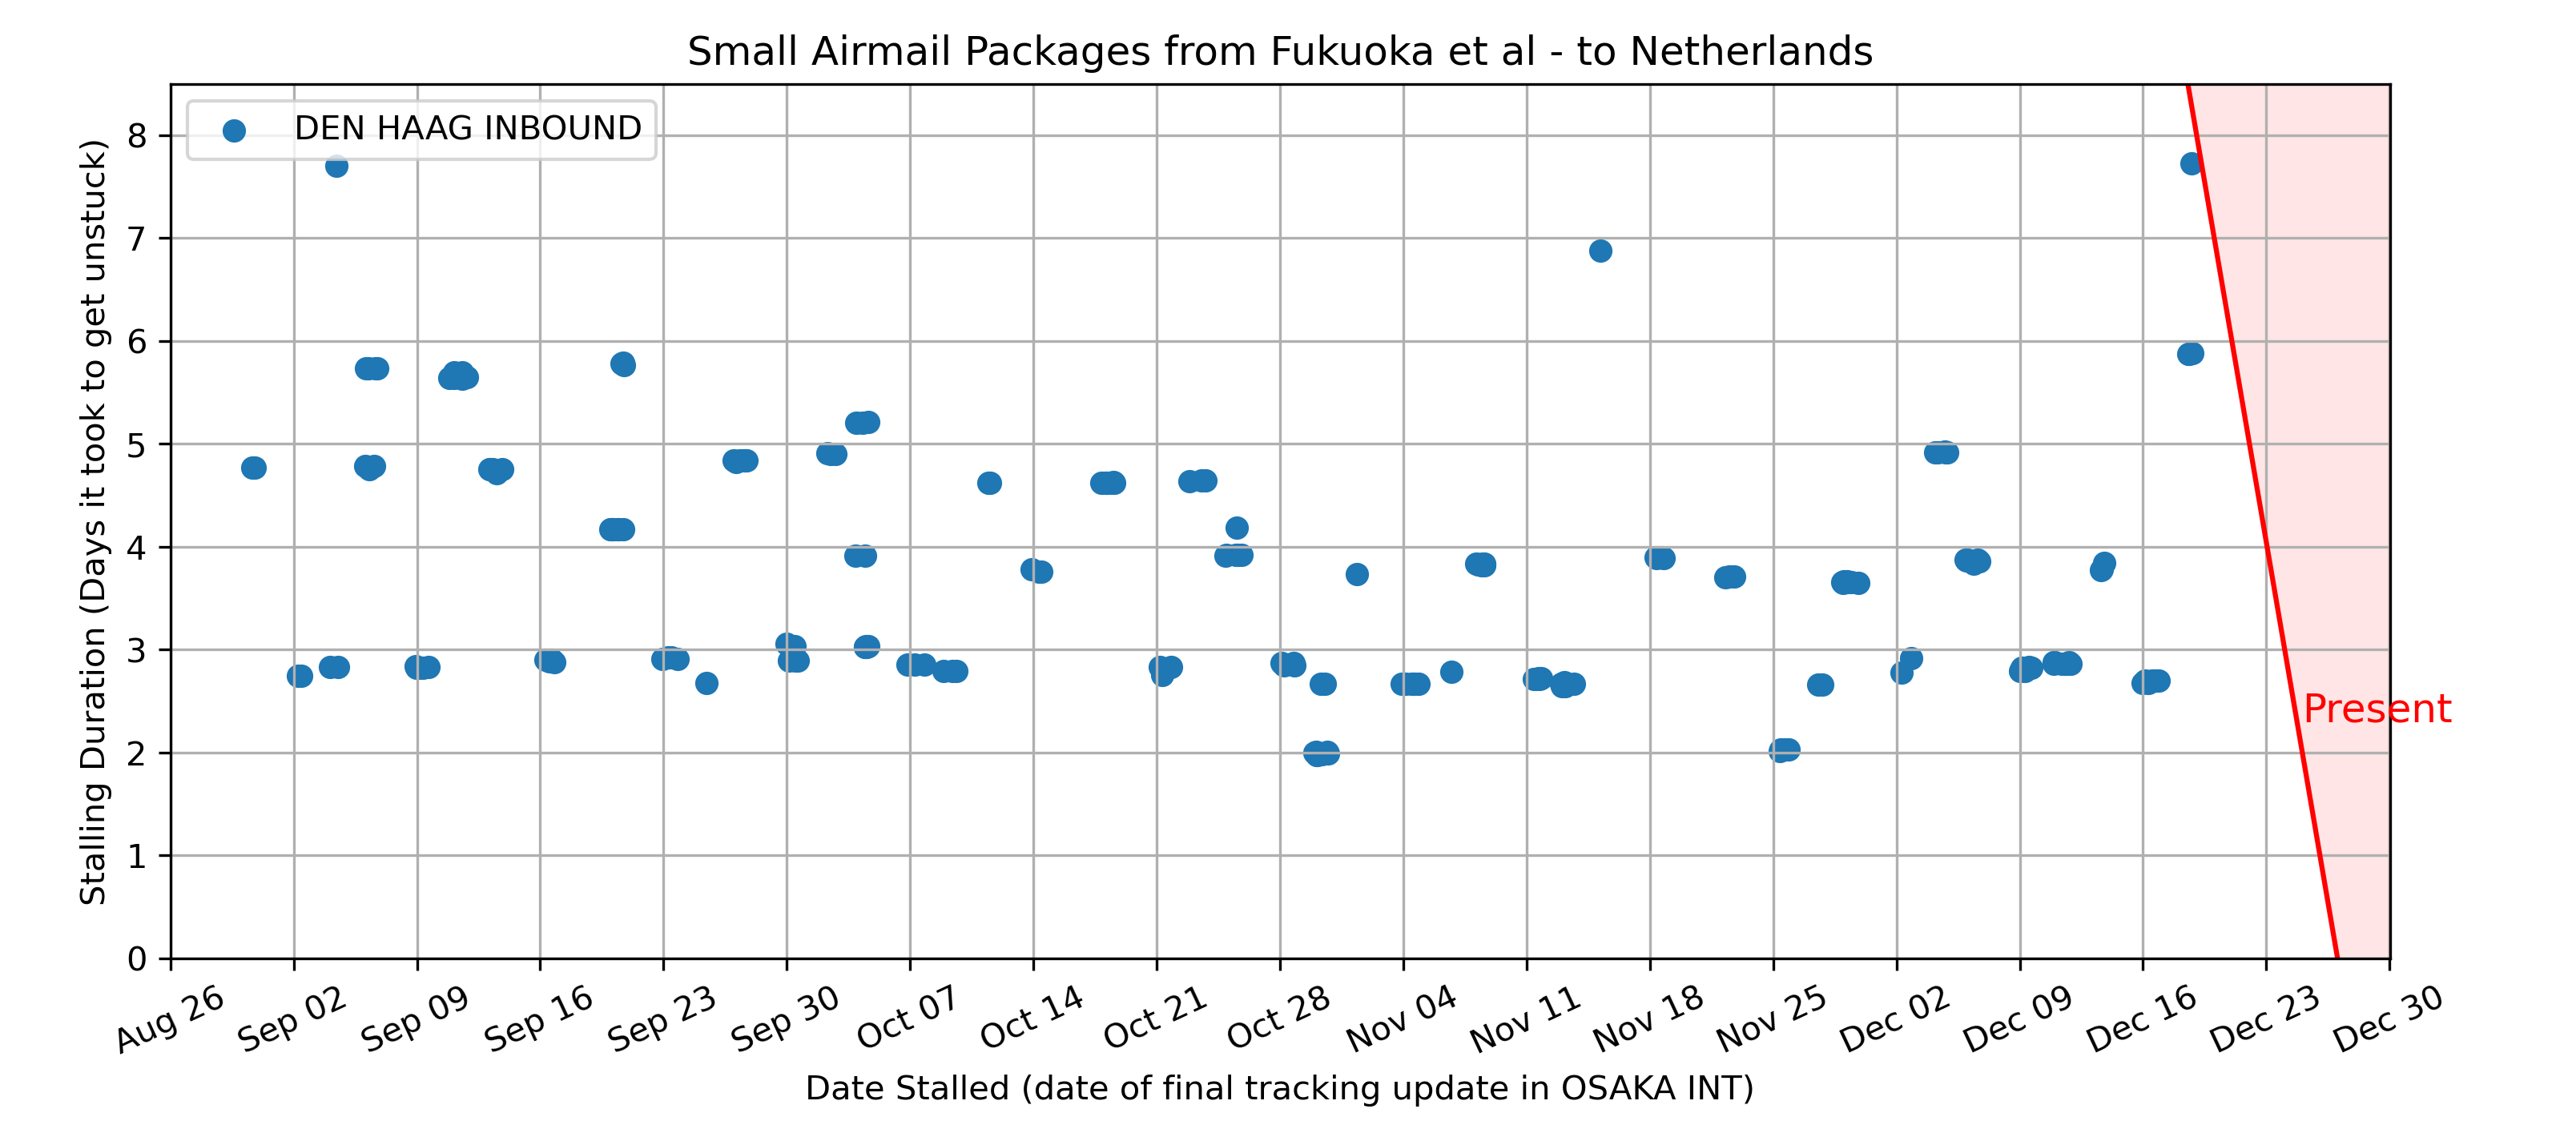 Small Airmail Packages from Fukuoka et al - to Netherlands
DEN HAAG INBOUND
Stalling Duration (Days it took to get unstuck)
8
7
6
5
4
3
2
1
0
Present
Aug 26
Sep 02
Sep 09
Sep 16
Sep 23
Sep 30
Oct 07
Oct 14
Oct 21
Oct 28
Nov 04
Nov 11
Nov 18
Nov 25
Dec 02
Dec 09
Dec 16
Dec 23
Dec 30
Date Stalled (date of final tracking update in OSAKA INT)